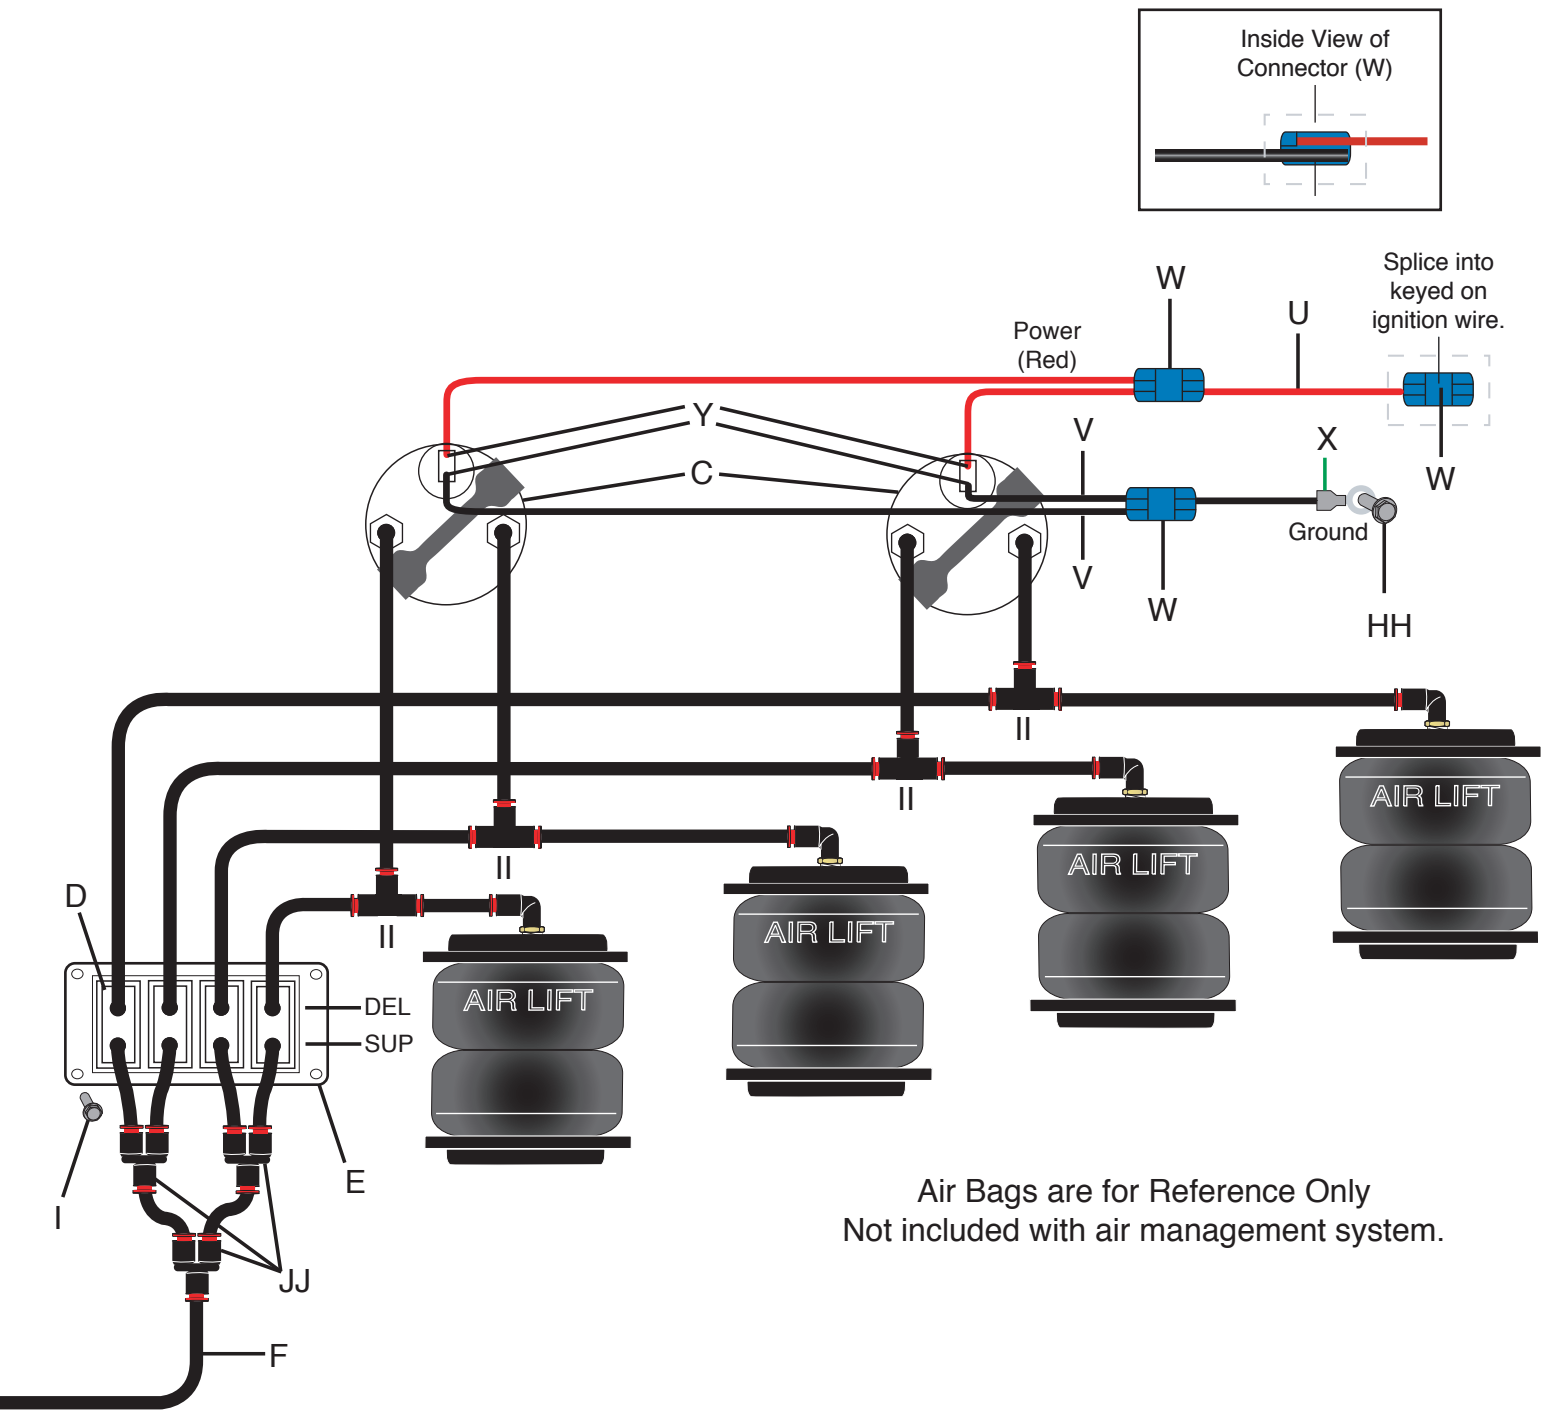 Inside View of
Connector (W)
Splice into
keyed on
ignition wire.
W
U
Power
(Red)
Y
V
X
C
W
Ground
V
W
HH
II
II
AIR LIFT
II
AIR LIFT
D
II
AIR LIFT
AIR LIFT
DEL
SUP
E
I
Air Bags are for Reference Only
Not included with air management system.
JJ
F